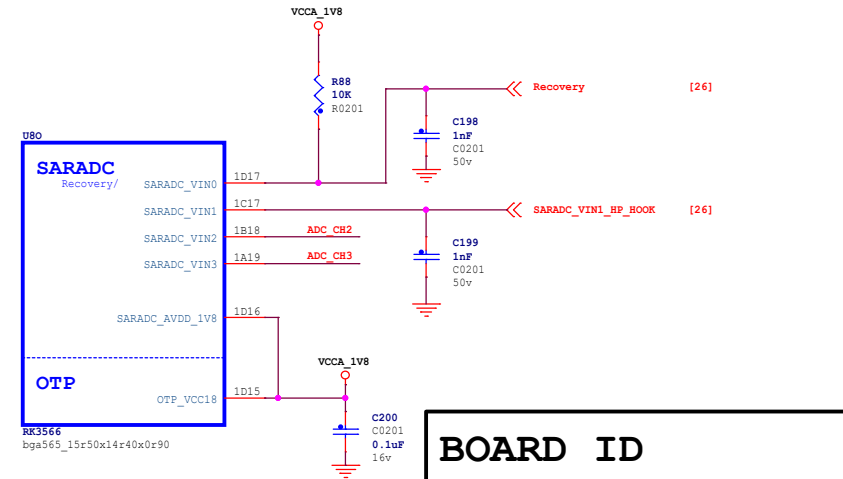 VCCA_1V8
R88
10K
R0201
Recovery
[26]
C198
1nF
C0201
50v
U8O
SARADC
Recovery/
SARADC_VIN0
1D17
SARADC_VIN1
1C17
SARADC_VIN1_HP_HOOK
[26]
SARADC_VIN2
1B18
ADC_CH2
SARADC_VIN3
1A19
ADC_CH3
C199
1nF
C0201
50v
SARADC_AVDD_1V8
1D16
VCCA_1V8
OTP
OTP_VCC18
1D15
C200
C0201
0.1uF
16v
RK3566
bga565_15r50x14r40x0r90
BOARD ID